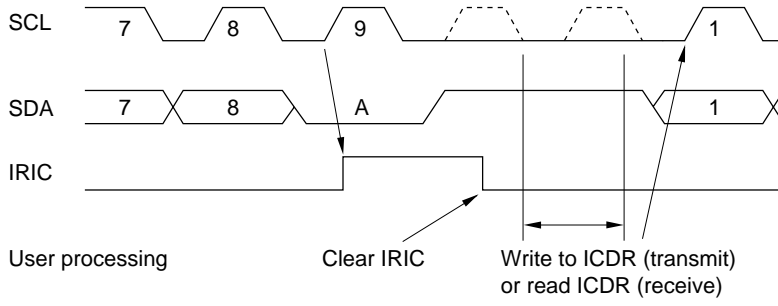 SCL 7 8 9 1
SDA 7 8 A 1
IRIC
User processing Clear IRIC Write to ICDR (transmit)
or read ICDR (receive)